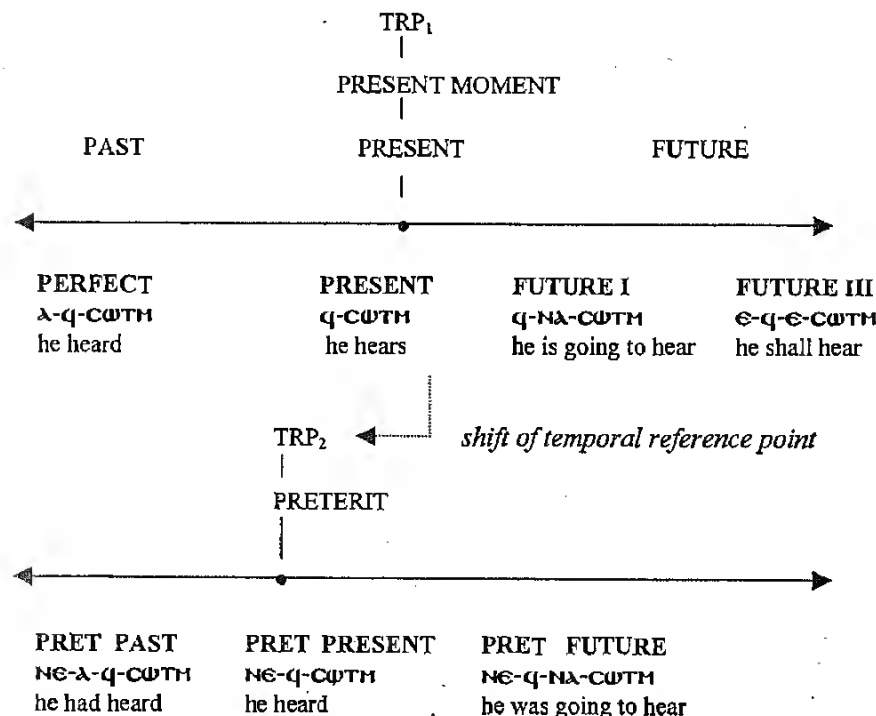 TRP₁
PRESENT MOMENT
PAST PRESENT FUTURE
PERFECT PRESENT FUTURE I FUTURE III
ⲁ-ϥ-ⲥⲱⲧⲙ ϥ-ⲥⲱⲧⲙ ϥ-ⲛⲁ-ⲥⲱⲧⲙ ⲉ-ϥ-ⲉ-ⲥⲱⲧⲙ
he heard he hears he is going to hear he shall hear
TRP₂ shift of temporal reference point
PRETERIT
PRET PAST PRET PRESENT PRET FUTURE
ⲛⲉ-ⲁ-ϥ-ⲥⲱⲧⲙ ⲛⲉ-ϥ-ⲥⲱⲧⲙ ⲛⲉ-ϥ-ⲛⲁ-ⲥⲱⲧⲙ
he had heard he heard he was going to hear